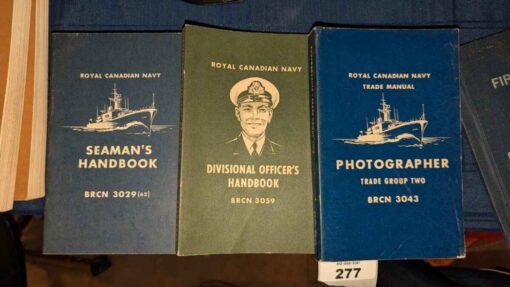 ROYAL CANADIAN NAVY
SEAMAN'S
HANDBOOK
BRCN 3029 (62)
ROYAL CANADIAN NAVY
DIVISIONAL OFFICER'S
HANDBOOK
BRCN 3059
ROYAL CANADIAN NAVY
TRADE MANUAL
PHOTOGRAPHER
TRADE GROUP TWO
BRCN 3043
277
FIR